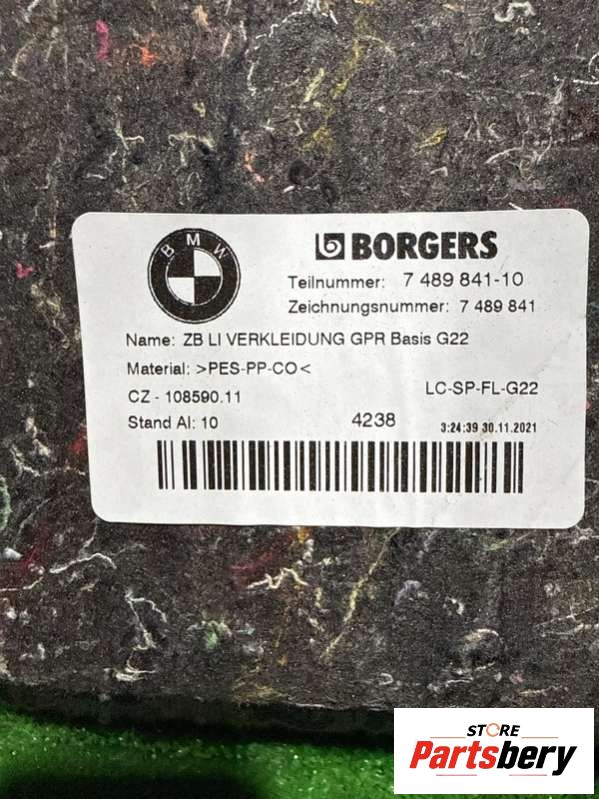 BMW
BORGERS
Teilnummer: 7 489 841-10
Zeichnungsnummer: 7 489 841
Name: ZB LI VERKLEIDUNG GPR Basis G22
Material: >PES-PP-CO<
CZ - 108590.11
LC-SP-FL-G22
Stand AI: 10
4238
3:24:39 30.11.2021
STORE
Partsbery